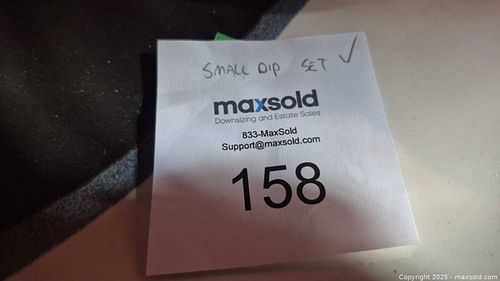 SMALL DIP SET ✓
maxsold
Downsizing and Estate Sales
833-MaxSold
Support@maxsold.com
158
Copyright © 2025 - maxsold.com